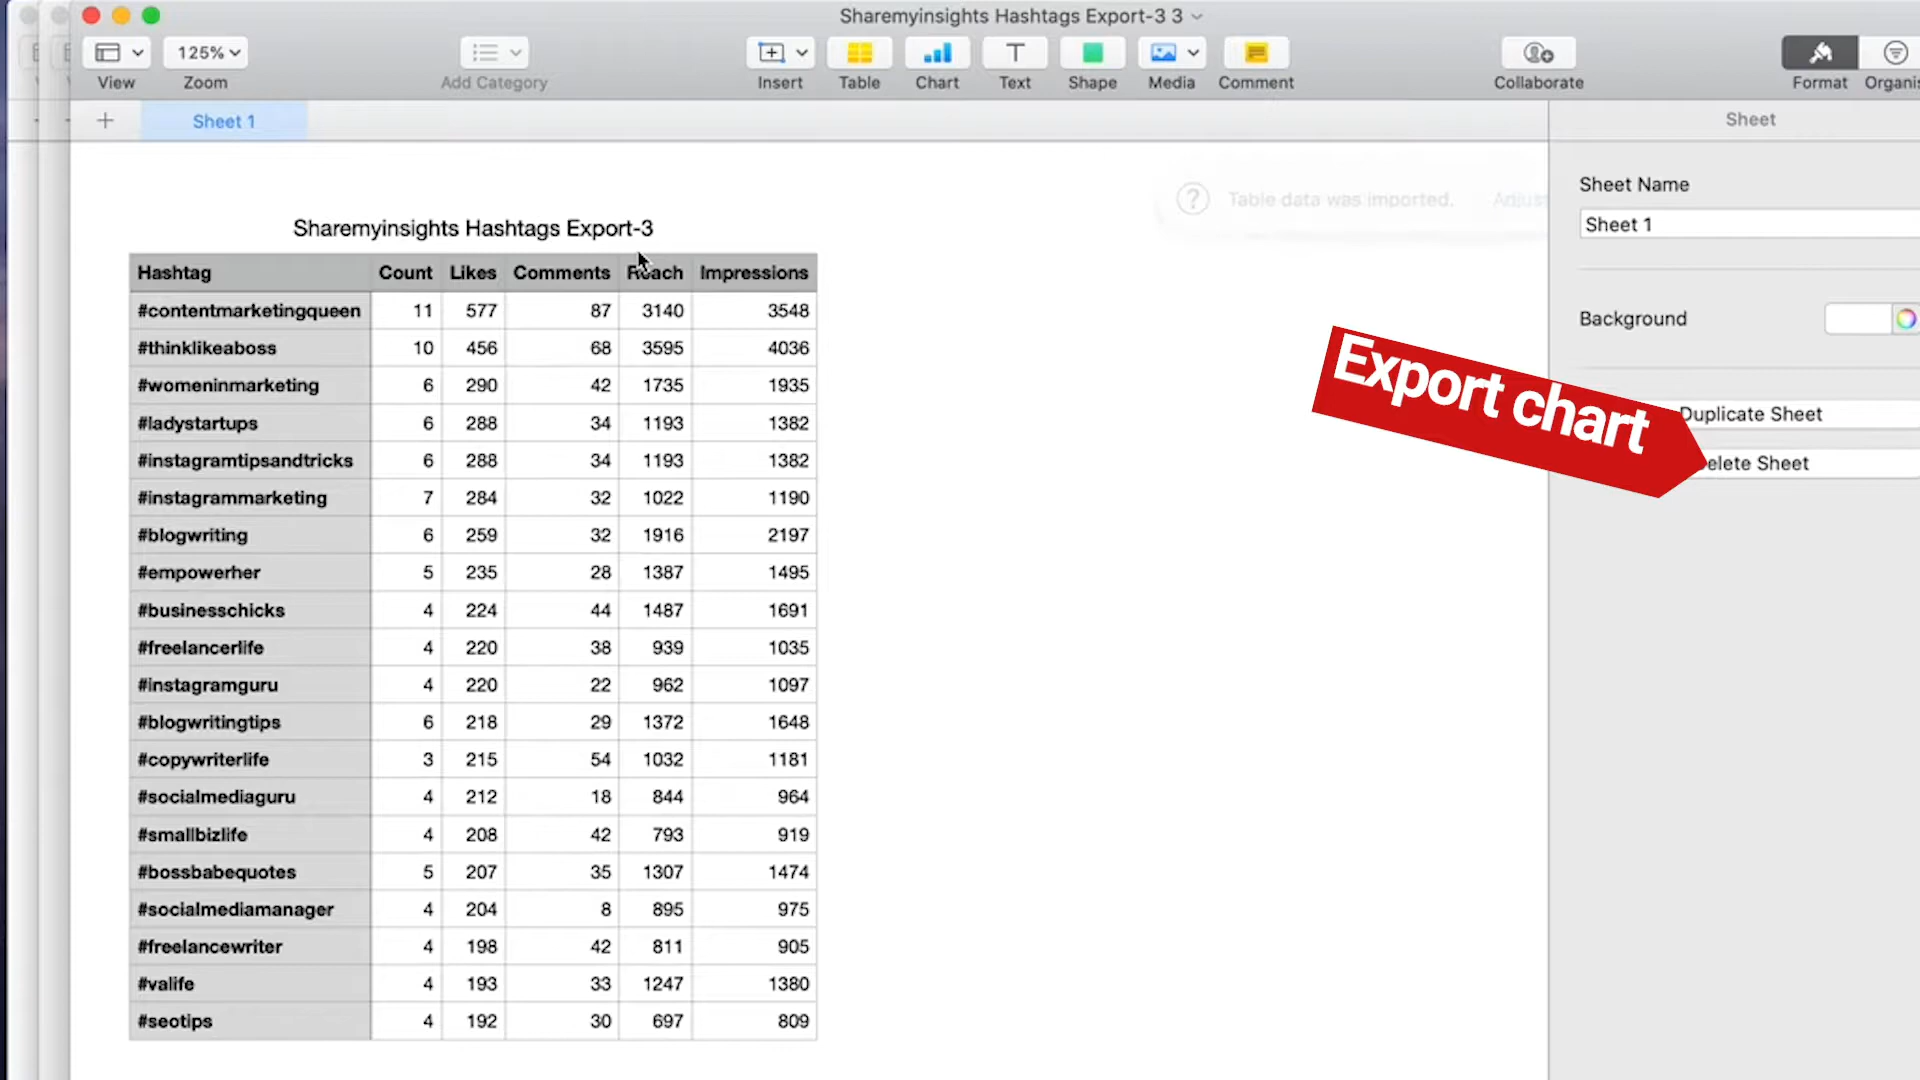 Sharemyinsights Hashtags Export-3 3
125%
View
Zoom
Add Category
Insert
Table
Chart
Text
Shape
Media
Comment
Collaborate
Format
Organis
Sheet 1
Sheet
Table data was imported.
Adjust
Sheet Name
Sheet 1
Background
Duplicate Sheet
elete Sheet
Export chart
Sharemyinsights Hashtags Export-3
Hashtag Count Likes Comments Reach Impressions
#contentmarketingqueen 11 577 87 3140 3548
#thinklikeaboss 10 456 68 3595 4036
#womeninmarketing 6 290 42 1735 1935
#ladystartups 6 288 34 1193 1382
#instagramtipsandtricks 6 288 34 1193 1382
#instagrammarketing 7 284 32 1022 1190
#blogwriting 6 259 32 1916 2197
#empowerher 5 235 28 1387 1495
#businesschicks 4 224 44 1487 1691
#freelancerlife 4 220 38 939 1035
#instagramguru 4 220 22 962 1097
#blogwritingtips 6 218 29 1372 1648
#copywriterlife 3 215 54 1032 1181
#socialmediaguru 4 212 18 844 964
#smallbizlife 4 208 42 793 919
#bossbabequotes 5 207 35 1307 1474
#socialmediamanager 4 204 8 895 975
#freelancewriter 4 198 42 811 905
#valife 4 193 33 1247 1380
#seotips 4 192 30 697 809